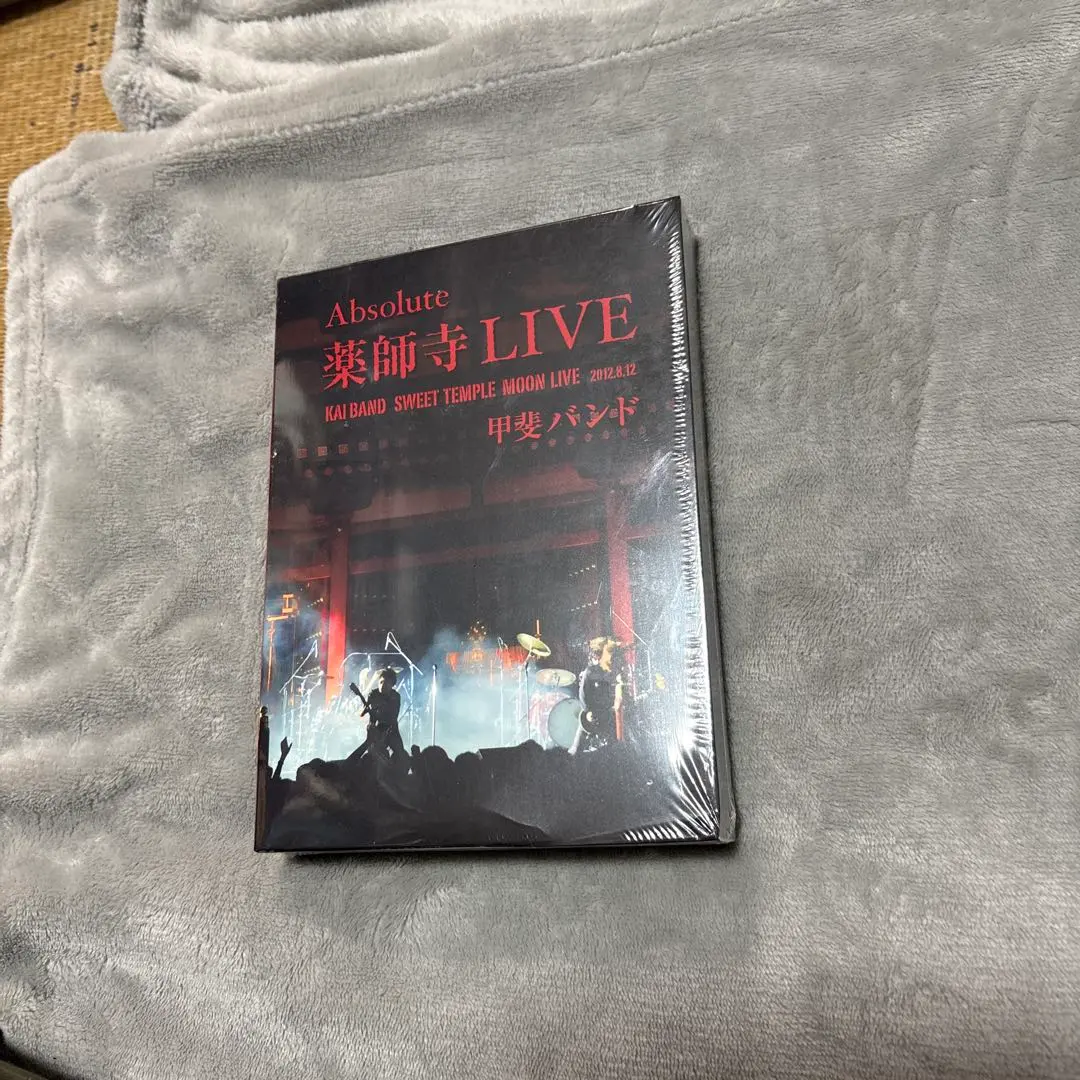 Absolute
薬師寺 LIVE
KAI BAND SWEET TEMPLE MOON LIVE 2012.8.12
甲斐バンド